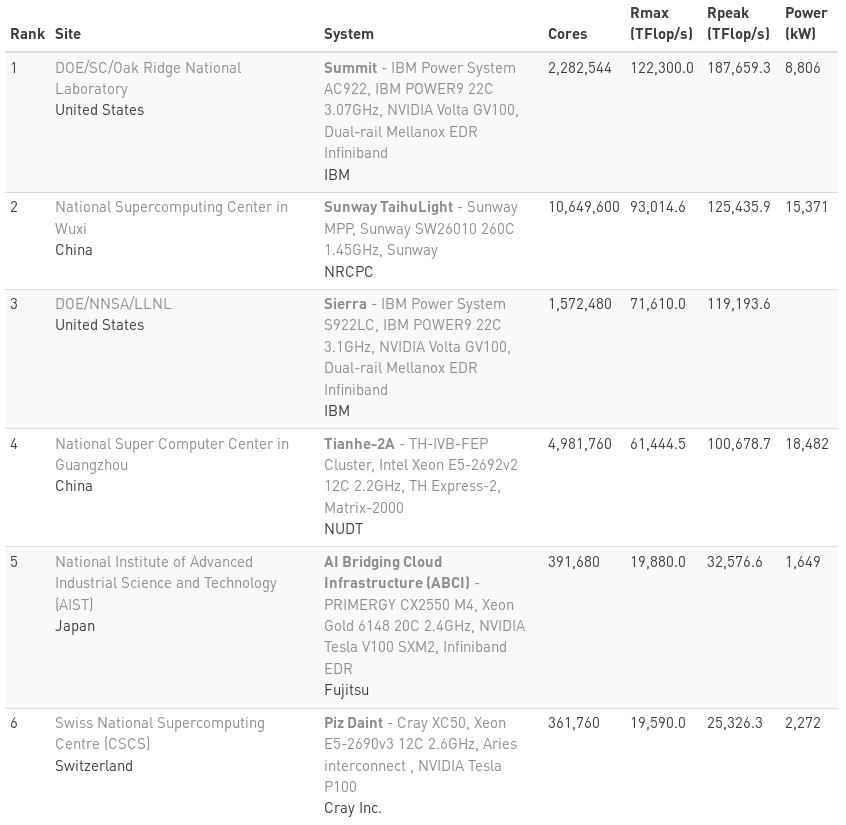 Rank Site System Cores Rmax (TFlop/s) Rpeak (TFlop/s) Power (kW)
1 DOE/SC/Oak Ridge National Summit - IBM Power System 2,282,544 122,300.0 187,659.3 8,806
Laboratory AC922, IBM POWER9 22C
United States 3.07GHz, NVIDIA Volta GV100,
Dual-rail Mellanox EDR
Infiniband
IBM
2 National Supercomputing Center in Sunway TaihuLight - Sunway 10,649,600 93,014.6 125,435.9 15,371
Wuxi MPP, Sunway SW26010 260C
China 1.45GHz, Sunway
NRCPC
3 DOE/NNSA/LLNL Sierra - IBM Power System 1,572,480 71,610.0 119,193.6
United States S922LC, IBM POWER9 22C
3.1GHz, NVIDIA Volta GV100,
Dual-rail Mellanox EDR
Infiniband
IBM
4 National Super Computer Center in Tianhe-2A - TH-IVB-FEP 4,981,760 61,444.5 100,678.7 18,482
Guangzhou Cluster, Intel Xeon E5-2692v2
China 12C 2.2GHz, TH Express-2,
Matrix-2000
NUDT
5 National Institute of Advanced AI Bridging Cloud 391,680 19,880.0 32,576.6 1,649
Industrial Science and Technology Infrastructure (ABCI) -
(AIST) PRIMERGY CX2550 M4, Xeon
Japan Gold 6148 20C 2.4GHz, NVIDIA
Tesla V100 SXM2, Infiniband
EDR
Fujitsu
6 Swiss National Supercomputing Piz Daint - Cray XC50, Xeon 361,760 19,590.0 25,326.3 2,272
Centre (CSCS) E5-2690v3 12C 2.6GHz, Aries
Switzerland interconnect , NVIDIA Tesla
P100
Cray Inc.